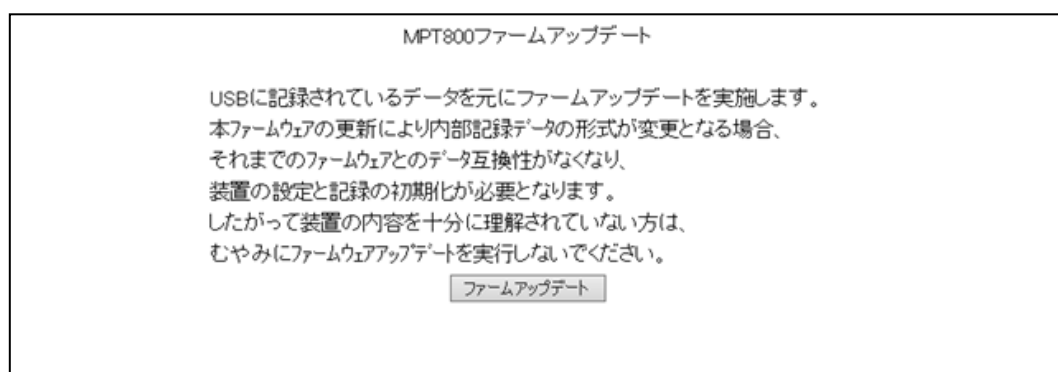 MPT800ファームアップデート
USBに記録されているデータを元にファームアップデートを実施します。
本ファームウェアの更新により内部記録データの形式が変更となる場合、
それまでのファームウェアとのデータ互換性がなくなり、
装置の設定と記録の初期化が必要となります。
したがって装置の内容を十分に理解されていない方は、
むやみにファームウェアアップデートを実行しないでください。
ファームアップデート